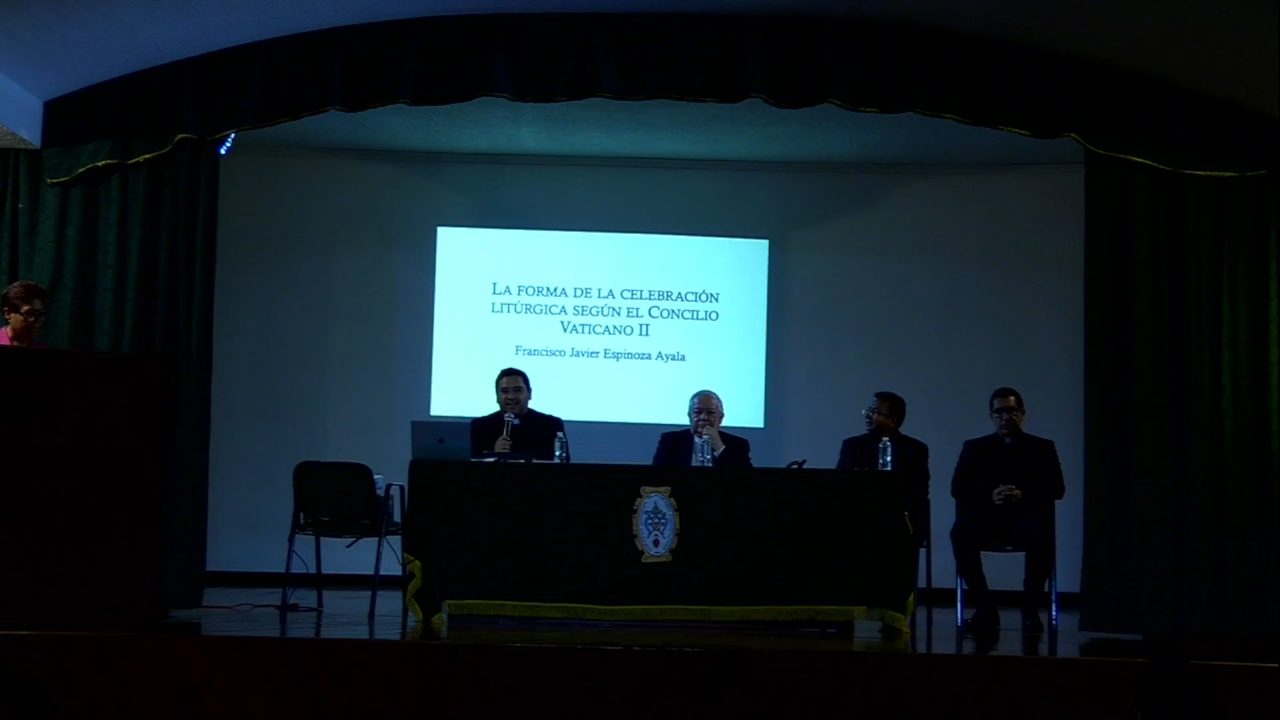 LA FORMA DE LA CELEBRACIÓN
LITÚRGICA SEGÚN EL CONCILIO
VATICANO II
Francisco Javier Espinoza Ayala